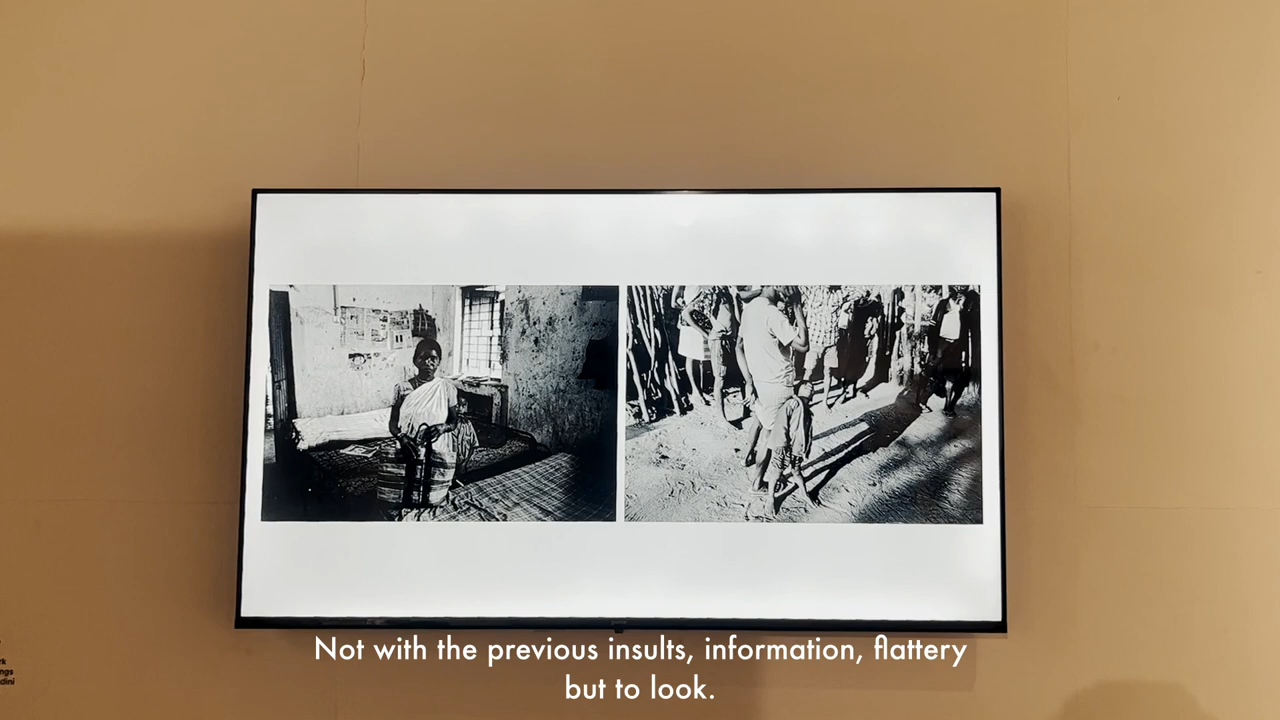 Not with the previous insults, information, flattery
but to look.